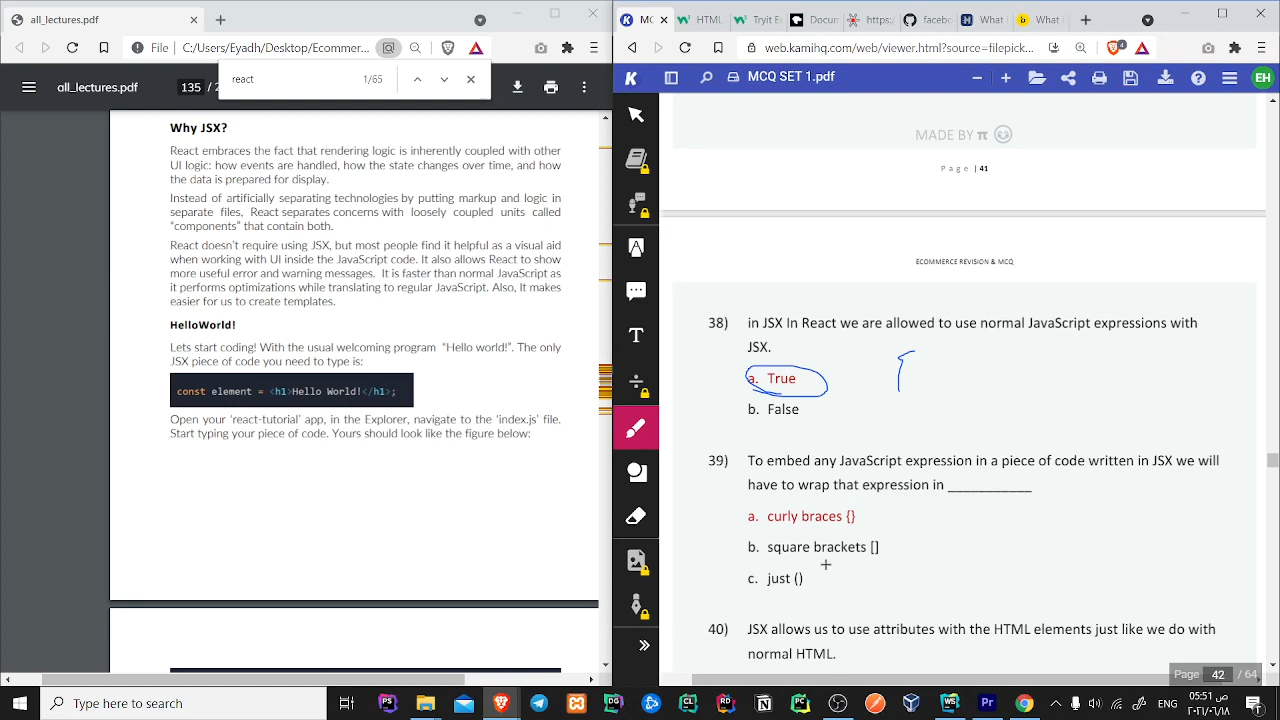 all_lectures.pdf
MC
HTML
Tryit E
Docum
https:/
facebo
What i
What
File
C:/Users/Eyadh/Desktop/Ecommer...
web.kamihq.com/web/viewer.html?source=filepick...
4
react
1/65
all_lectures.pdf
135
MCQ SET 1.pdf
EH
Why JSX?
React embraces the fact that rendering logic is inherently coupled with other
UI logic: how events are handled, how the state changes over time, and how
the data is prepared for display.
Instead of artificially separating technologies by putting markup and logic in
separate files, React separates concerns with loosely coupled units called
“components” that contain both.
React doesn’t require using JSX, but most people find it helpful as a visual aid
when working with UI inside the JavaScript code. It also allows React to show
more useful error and warning messages. It is faster than normal JavaScript as
it performs optimizations while translating to regular JavaScript. Also, It makes
easier for us to create templates.
HelloWorld!
Lets start coding! With the usual welcoming program “Hello world!”. The only
JSX piece of code you need to type is:
const element = <h1>Hello World!</h1>;
Open your ‘react-tutorial’ app, in the Explorer, navigate to the ‘index.js’ file.
Start typing your piece of code. Yours should look like the figure below:
MADE BY π
Page | 41
ECOMMERCE REVISION & MCQ
38) in JSX In React we are allowed to use normal JavaScript expressions with
JSX.
a. True
b. False
39) To embed any JavaScript expression in a piece of code written in JSX we will
have to wrap that expression in ___________
a. curly braces {}
b. square brackets []
c. just ()
40) JSX allows us to use attributes with the HTML elements just like we do with
normal HTML.
Page 42 / 64
Type here to search